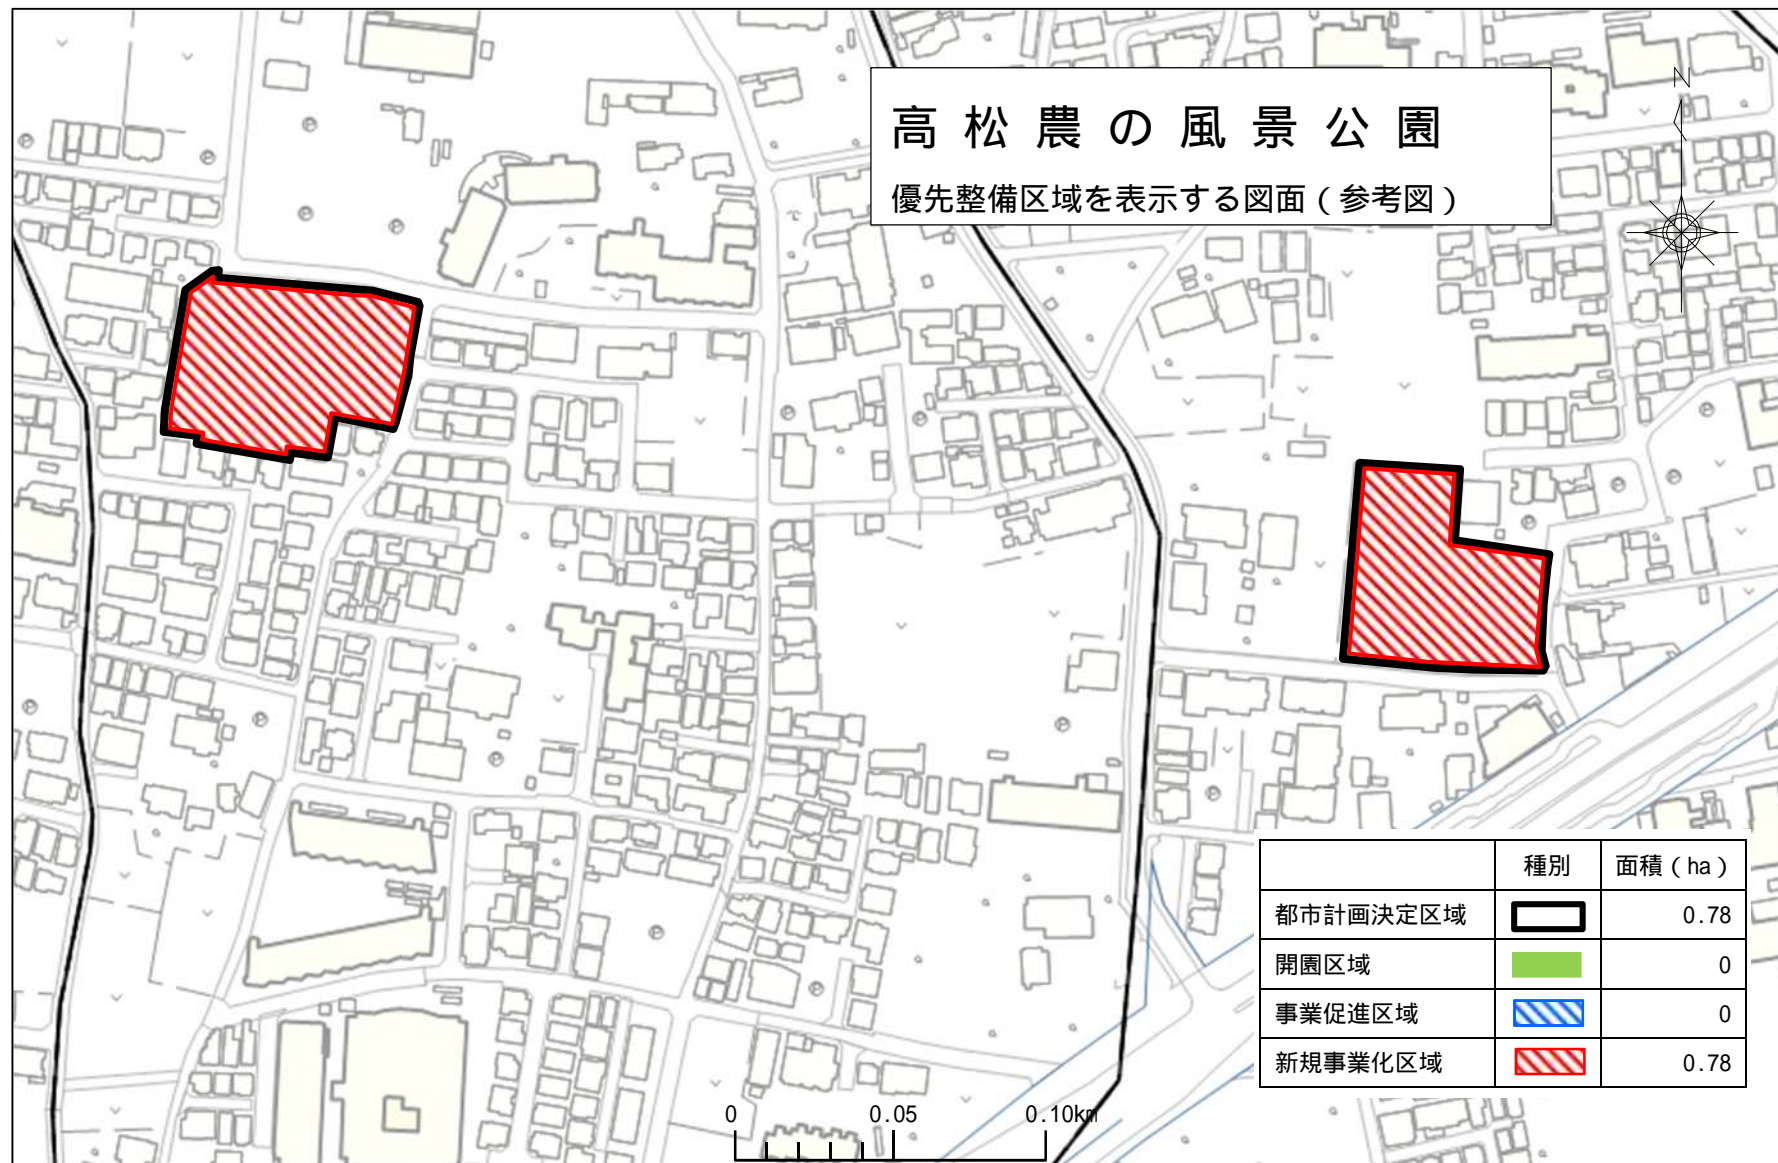 高松農の風景公園
優先整備区域を表示する図面（参考図）
N
種別 面積（ha）
都市計画決定区域 0.78
開園区域 0
事業促進区域 0
新規事業化区域 0.78
0 0.05 0.10km